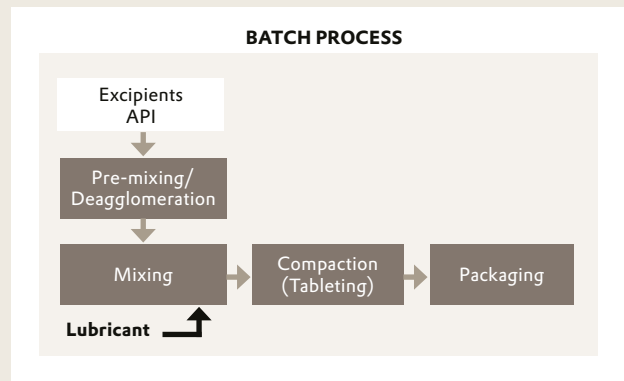 BATCH PROCESS
Excipients
API
Pre-mixing/
Deagglomeration
Mixing
Compaction
(Tableting)
Packaging
Lubricant